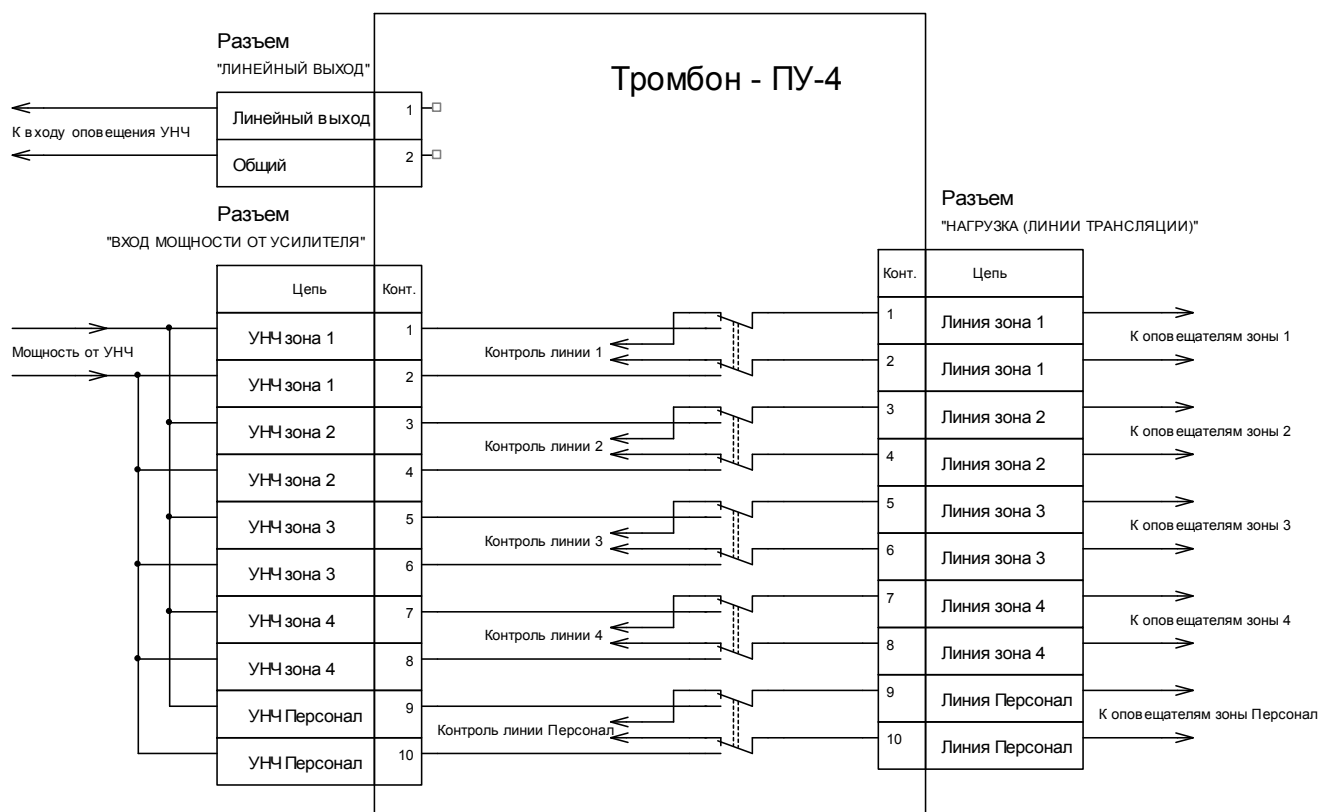 Тромбон - ПУ-4
Разъем
"ЛИНЕЙНЫЙ ВЫХОД"
К входу оповещения УНЧ
Линейный выход 1
Общий 2
Разъем
"ВХОД МОЩНОСТИ ОТ УСИЛИТЕЛЯ"
Цепь Конт.
Мощность от УНЧ
УНЧ зона 1 1
УНЧ зона 1 2
УНЧ зона 2 3
УНЧ зона 2 4
УНЧ зона 3 5
УНЧ зона 3 6
УНЧ зона 4 7
УНЧ зона 4 8
УНЧ Персонал 9
УНЧ Персонал 10
Контроль линии 1
Контроль линии 2
Контроль линии 3
Контроль линии 4
Контроль линии Персонал
Разъем
"НАГРУЗКА (ЛИНИИ ТРАНСЛЯЦИИ)"
Конт. Цепь
1 Линия зона 1
2 Линия зона 1
3 Линия зона 2
4 Линия зона 2
5 Линия зона 3
6 Линия зона 3
7 Линия зона 4
8 Линия зона 4
9 Линия Персонал
10 Линия Персонал
К оповещателям зоны 1
К оповещателям зоны 2
К оповещателям зоны 3
К оповещателям зоны 4
К оповещателям зоны Персонал